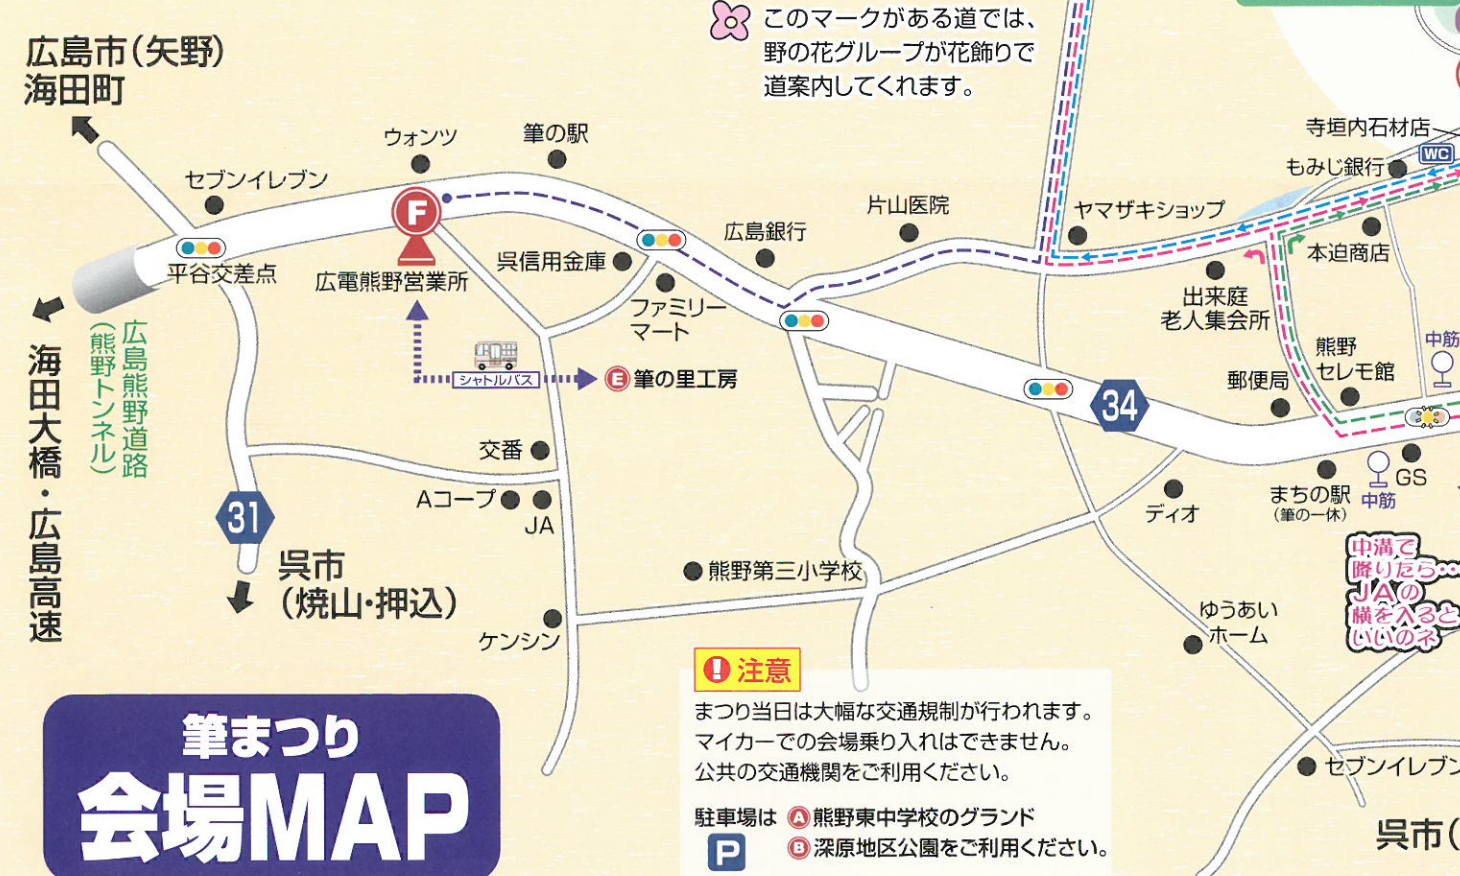 このマークがある道では、
野の花グループが花飾りで
道案内してくれます。
広島市(矢野)
海田町
ウォンツ
筆の駅
セブンイレブン
F
平谷交差点
広電熊野営業所
呉信用金庫
広島銀行
片山医院
ヤマザキショップ
寺垣内石材店
WC
もみじ銀行
本迫商店
出来庭
老人集会所
ファミリー
マート
シャトルバス
E 筆の里工房
広島熊野道路
(熊野トンネル)
海田大橋・広島高速
34
熊野
セレモ館
郵便局
中筋
交番
Aコープ
JA
31
呉市
(焼山・押込)
ケンシン
熊野第三小学校
ディオ
まちの駅
(筆の一休)
中筋
GS
中溝で
降りたら…
JAの
横を入ると
いいのネ
ゆうあい
ホーム
セブンイレブン
呉市(
筆まつり
会場MAP
! 注意
まつり当日は大幅な交通規制が行われます。
マイカーでの会場乗り入れはできません。
公共の交通機関をご利用ください。
駐車場は A 熊野東中学校のグランド
P B 深原地区公園をご利用ください。